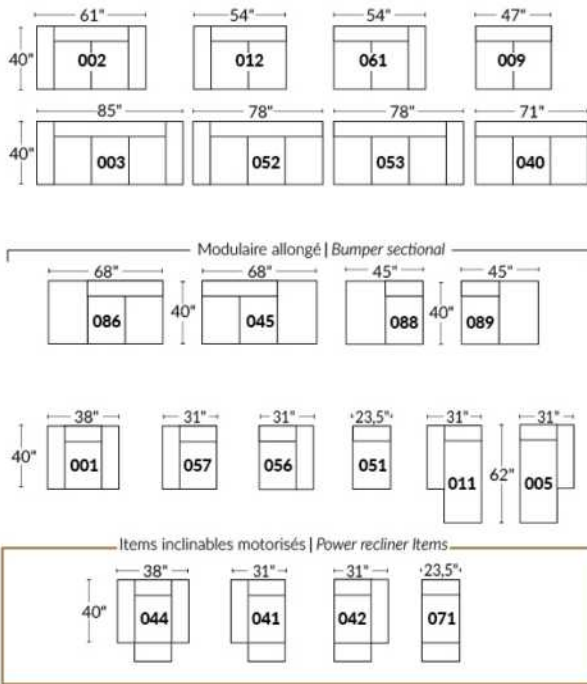 61" 54" 54" 47"
40" 002 012 061 009
85" 78" 78" 71"
40" 003 052 053 040
Modulaire allongé | Bumper sectional
68" 68" 45" 45"
086 40" 045 088 40" 089
38" 31" 31" 23,5" 31" 31"
40" 001 057 056 051 011 62" 005
Items inclinables motorisés | Power recliner Items
38" 31" 31" 23,5"
40" 044 041 042 071